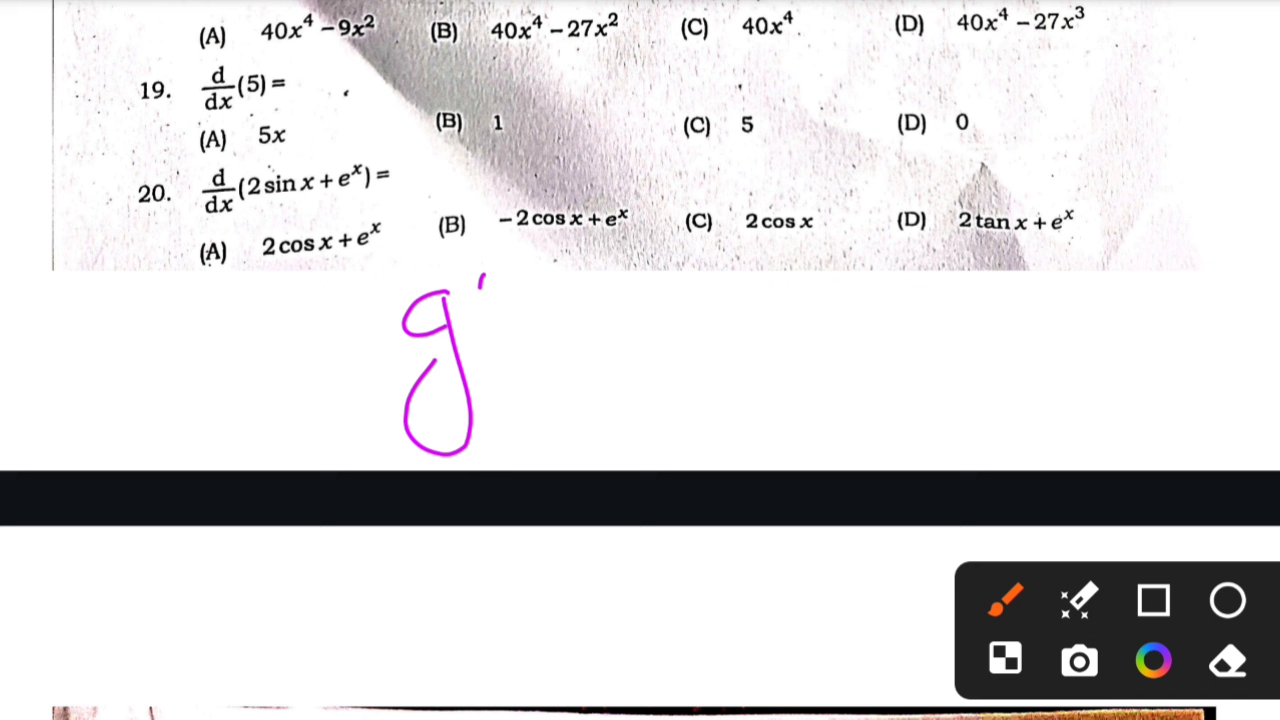 (A) 40x⁴ – 9x² (B) 40x⁴ – 27x² (C) 40x⁴. (D) 40x⁴ – 27x³
19. d/dx (5) =
(A) 5x (B) 1 (C) 5 (D) 0
20. d/dx (2 sin x + eˣ) =
(A) 2 cos x + eˣ (B) – 2 cos x + eˣ (C) 2 cos x (D) 2 tan x + eˣ
g'